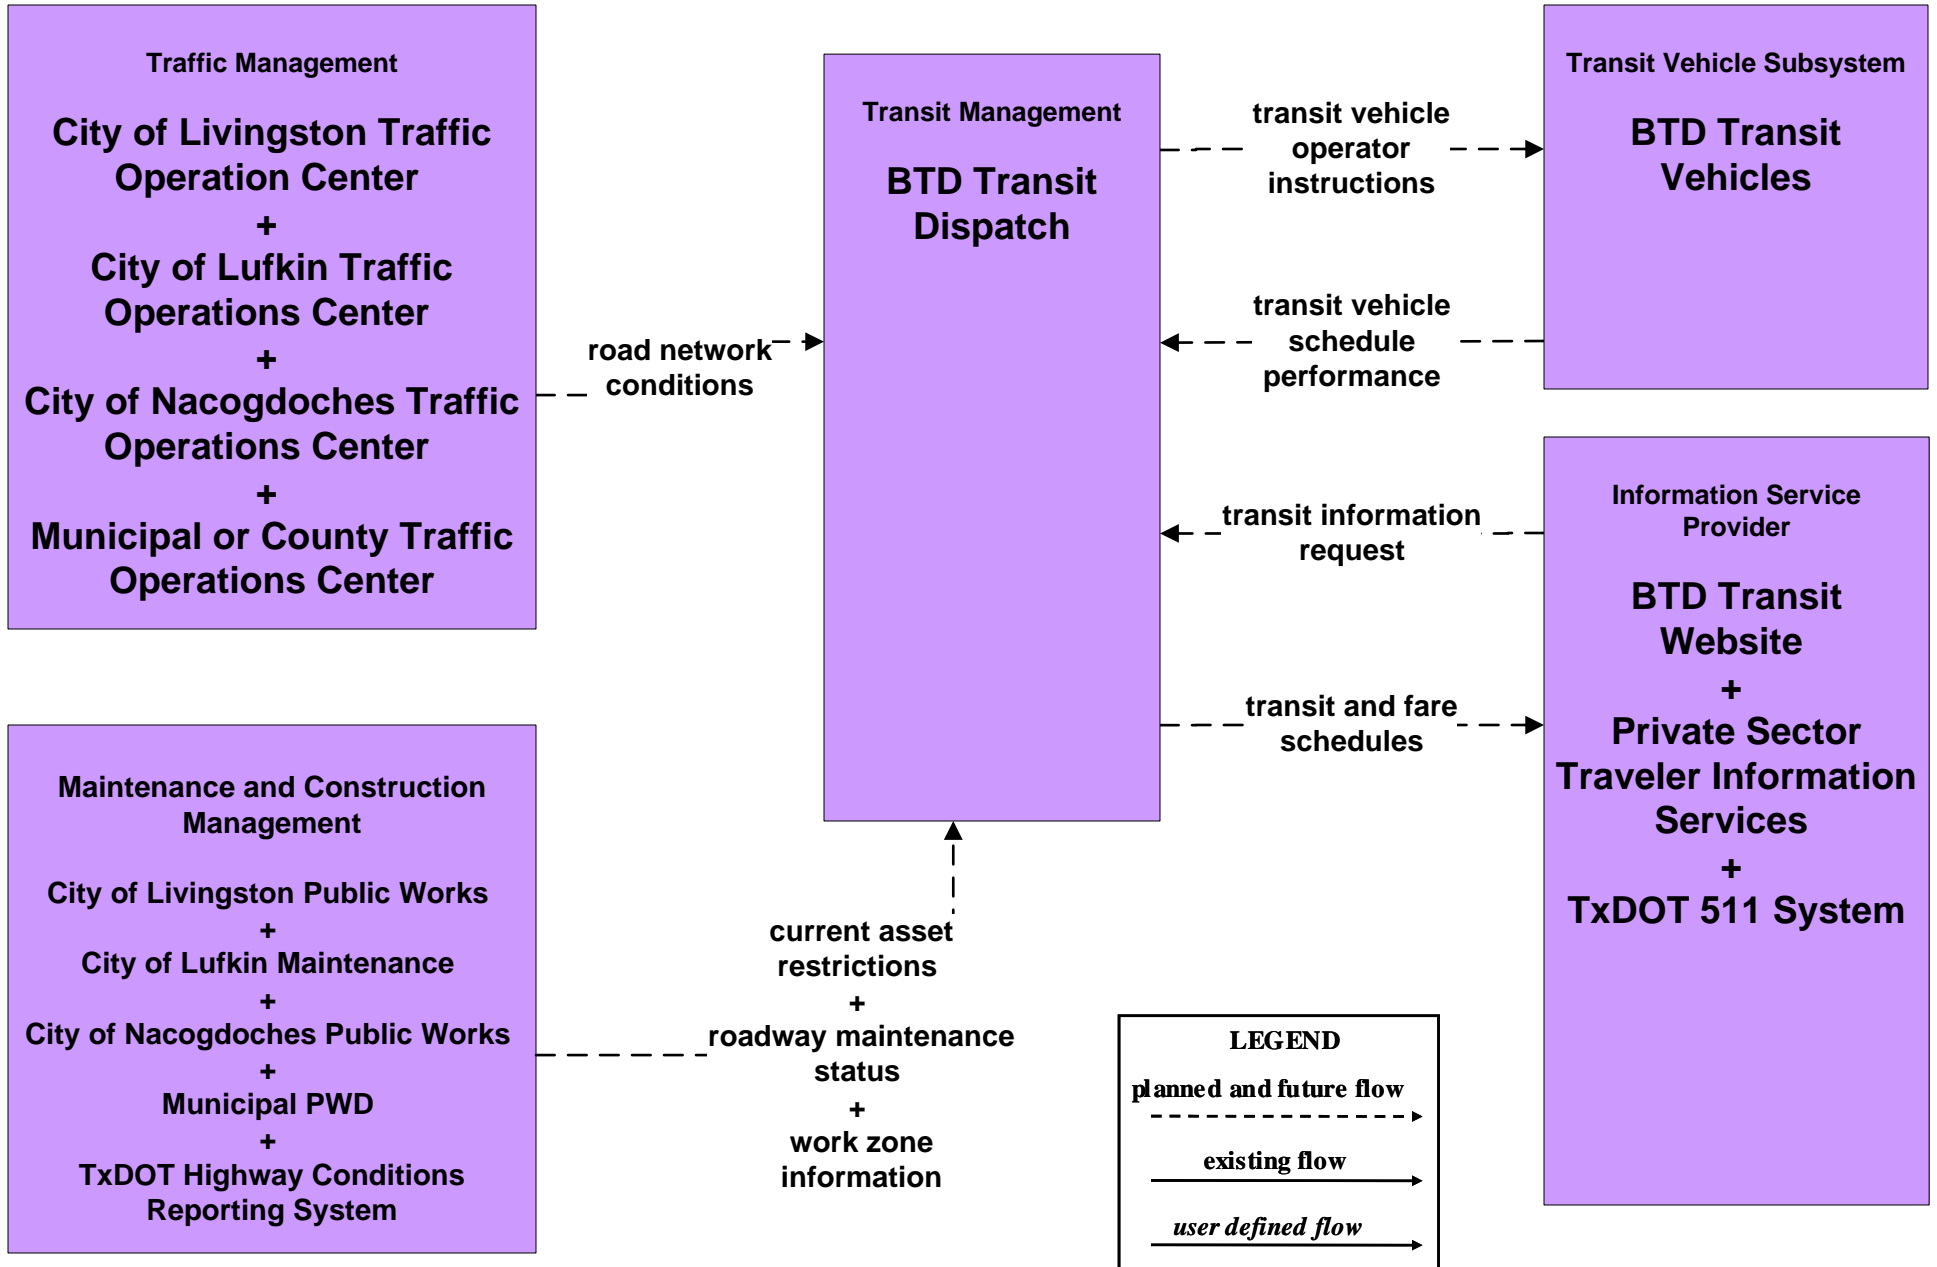 Traffic Management
City of Livingston Traffic
Operation Center
+
City of Lufkin Traffic
Operations Center
+
City of Nacogdoches Traffic
Operations Center
+
Municipal or County Traffic
Operations Center
road network
conditions
Transit Management
BTD Transit
Dispatch
transit vehicle
operator
instructions
transit vehicle
schedule
performance
transit information
request
transit and fare
schedules
Transit Vehicle Subsystem
BTD Transit
Vehicles
Information Service
Provider
BTD Transit
Website
+
Private Sector
Traveler Information
Services
+
TxDOT 511 System
Maintenance and Construction
Management
City of Livingston Public Works
+
City of Lufkin Maintenance
+
City of Nacogdoches Public Works
+
Municipal PWD
+
TxDOT Highway Conditions
Reporting System
current asset
restrictions
+
roadway maintenance
status
+
work zone
information
LEGEND
planned and future flow
existing flow
user defined flow